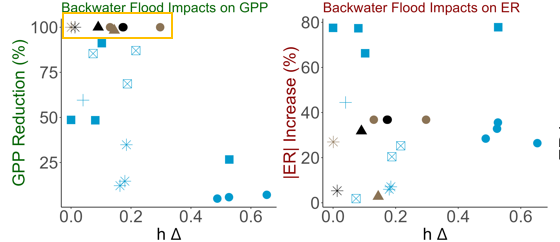 Backwater Flood Impacts on GPP
GPP Reduction (%)
100
75
50
25
0.0
0.2
0.4
0.6
h Δ
Backwater Flood Impacts on ER
|ER| Increase (%)
80
60
40
20
0
0.0
0.2
0.4
0.6
h Δ